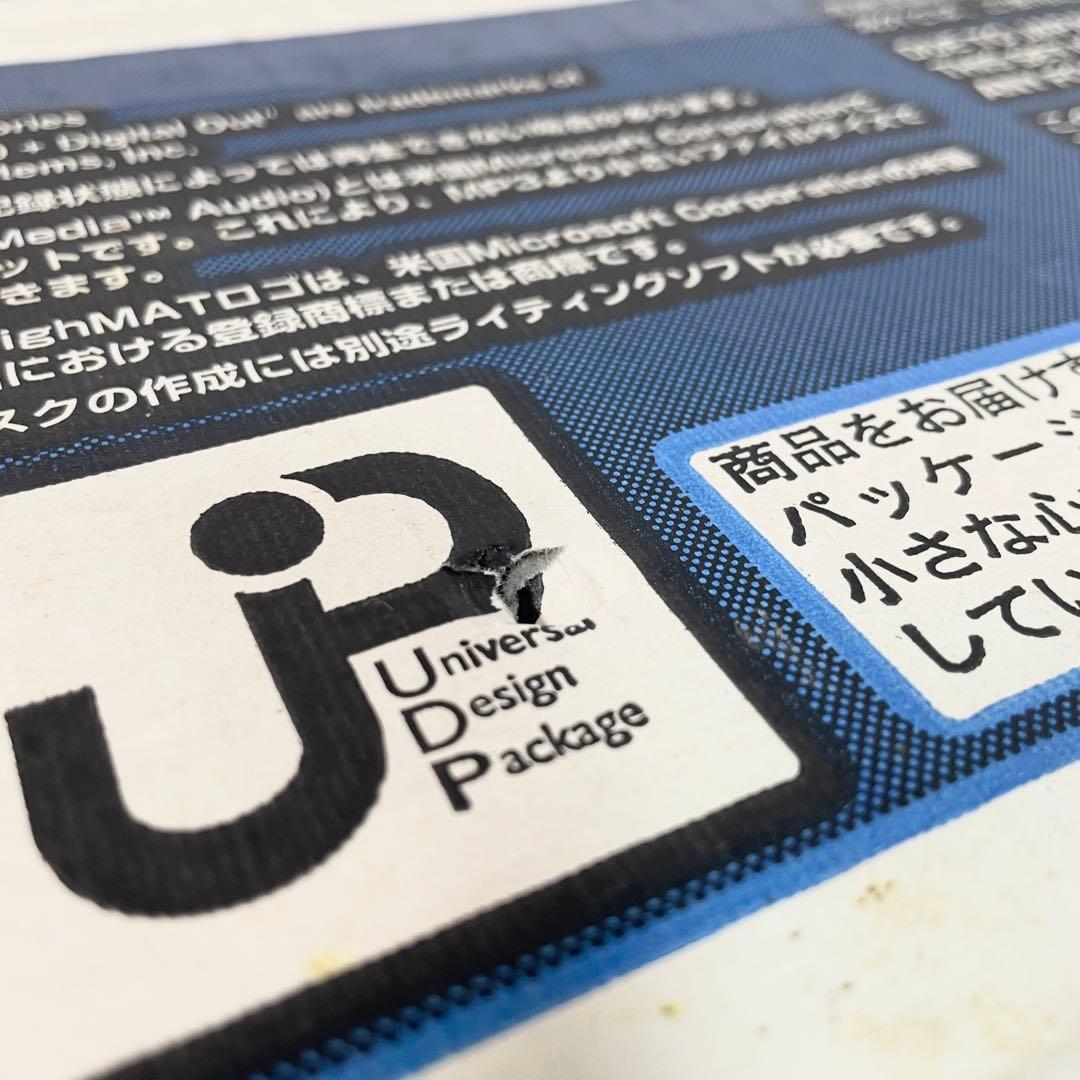 ories
+ Digital Out" are trademarks of
tems, Inc.
記録状態によっては再生できない場合があります。
Media™ Audio)とは米国Microsoft Corporationで
ットです。これにより、MP3より小さいファイルサイズで
きます。
ighMATロゴは、米国Microsoft Corporationの米国
における登録商標または商標です。
スクの作成には別途ライティングソフトが必要です。
Universal
Design
Package
商品をお届けす
パッケージ
小さな心
してい